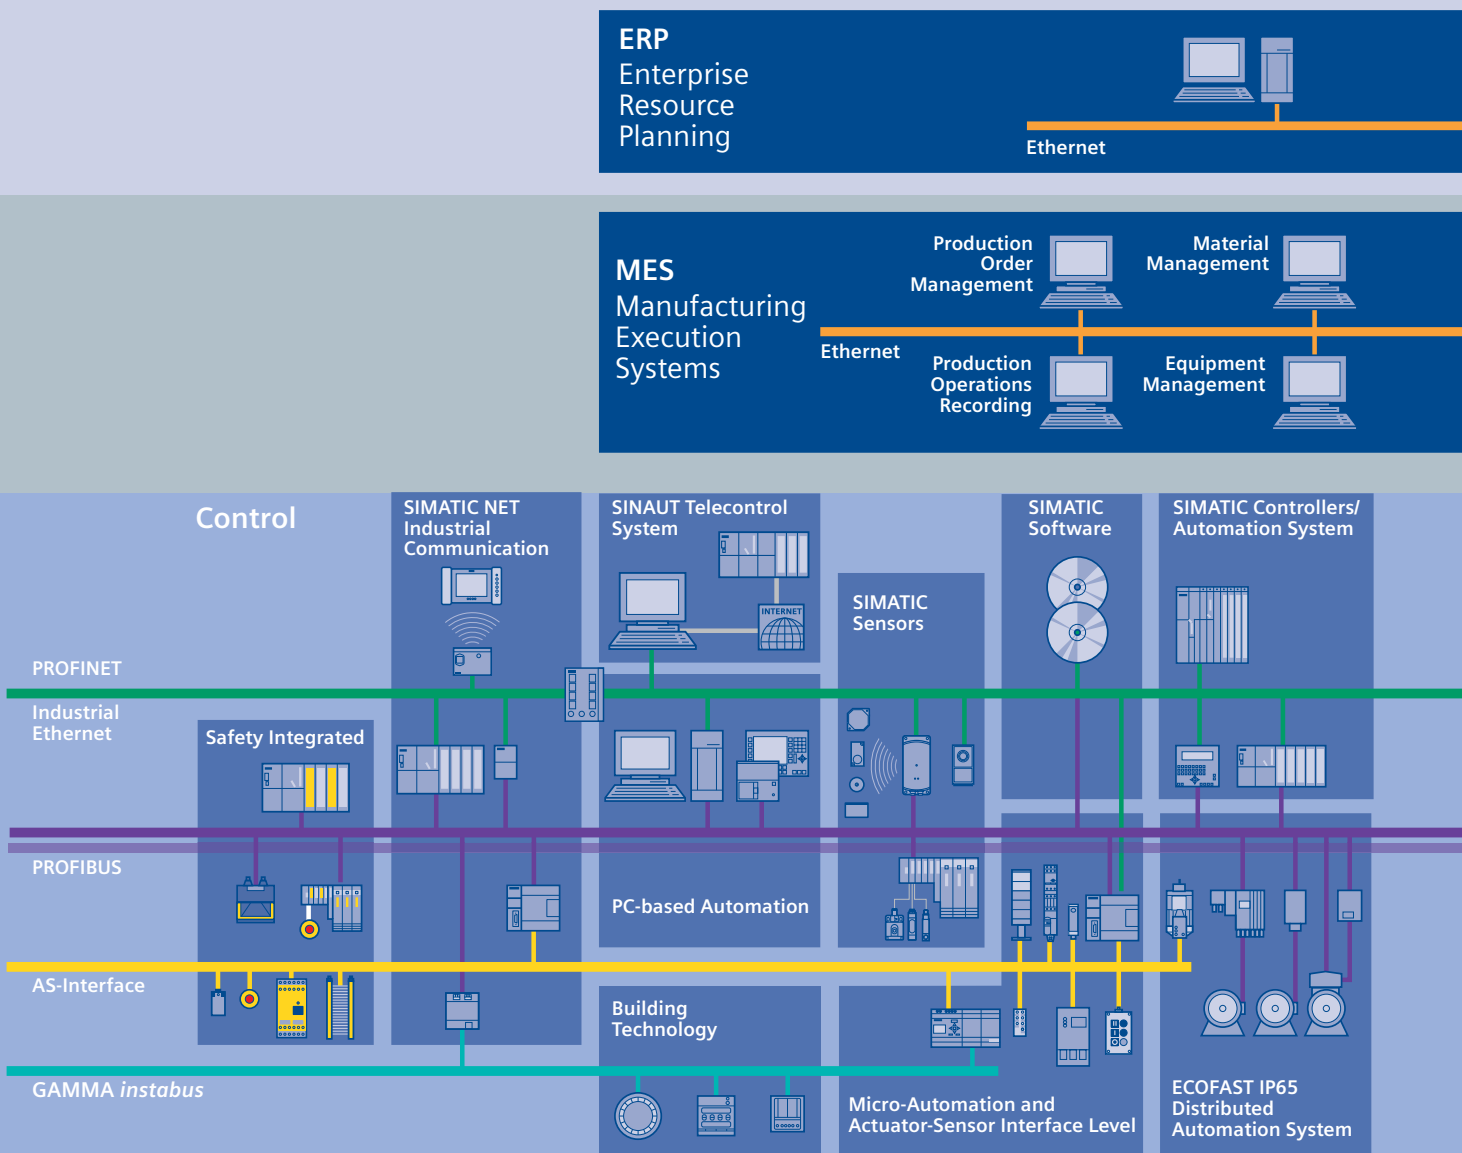 ERP
Enterprise
Resource
Planning
Ethernet
MES
Manufacturing
Execution
Systems
Production
Order
Management
Material
Management
Ethernet
Production
Operations
Recording
Equipment
Management
Control
SIMATIC NET
Industrial
Communication
SINAUT Telecontrol
System
INTERNET
SIMATIC
Sensors
SIMATIC
Software
SIMATIC Controllers/
Automation System
PROFINET
Industrial
Ethernet
Safety Integrated
PROFIBUS
PC-based Automation
AS-Interface
Building
Technology
GAMMA instabus
Micro-Automation and
Actuator-Sensor Interface Level
ECOFAST IP65
Distributed
Automation System